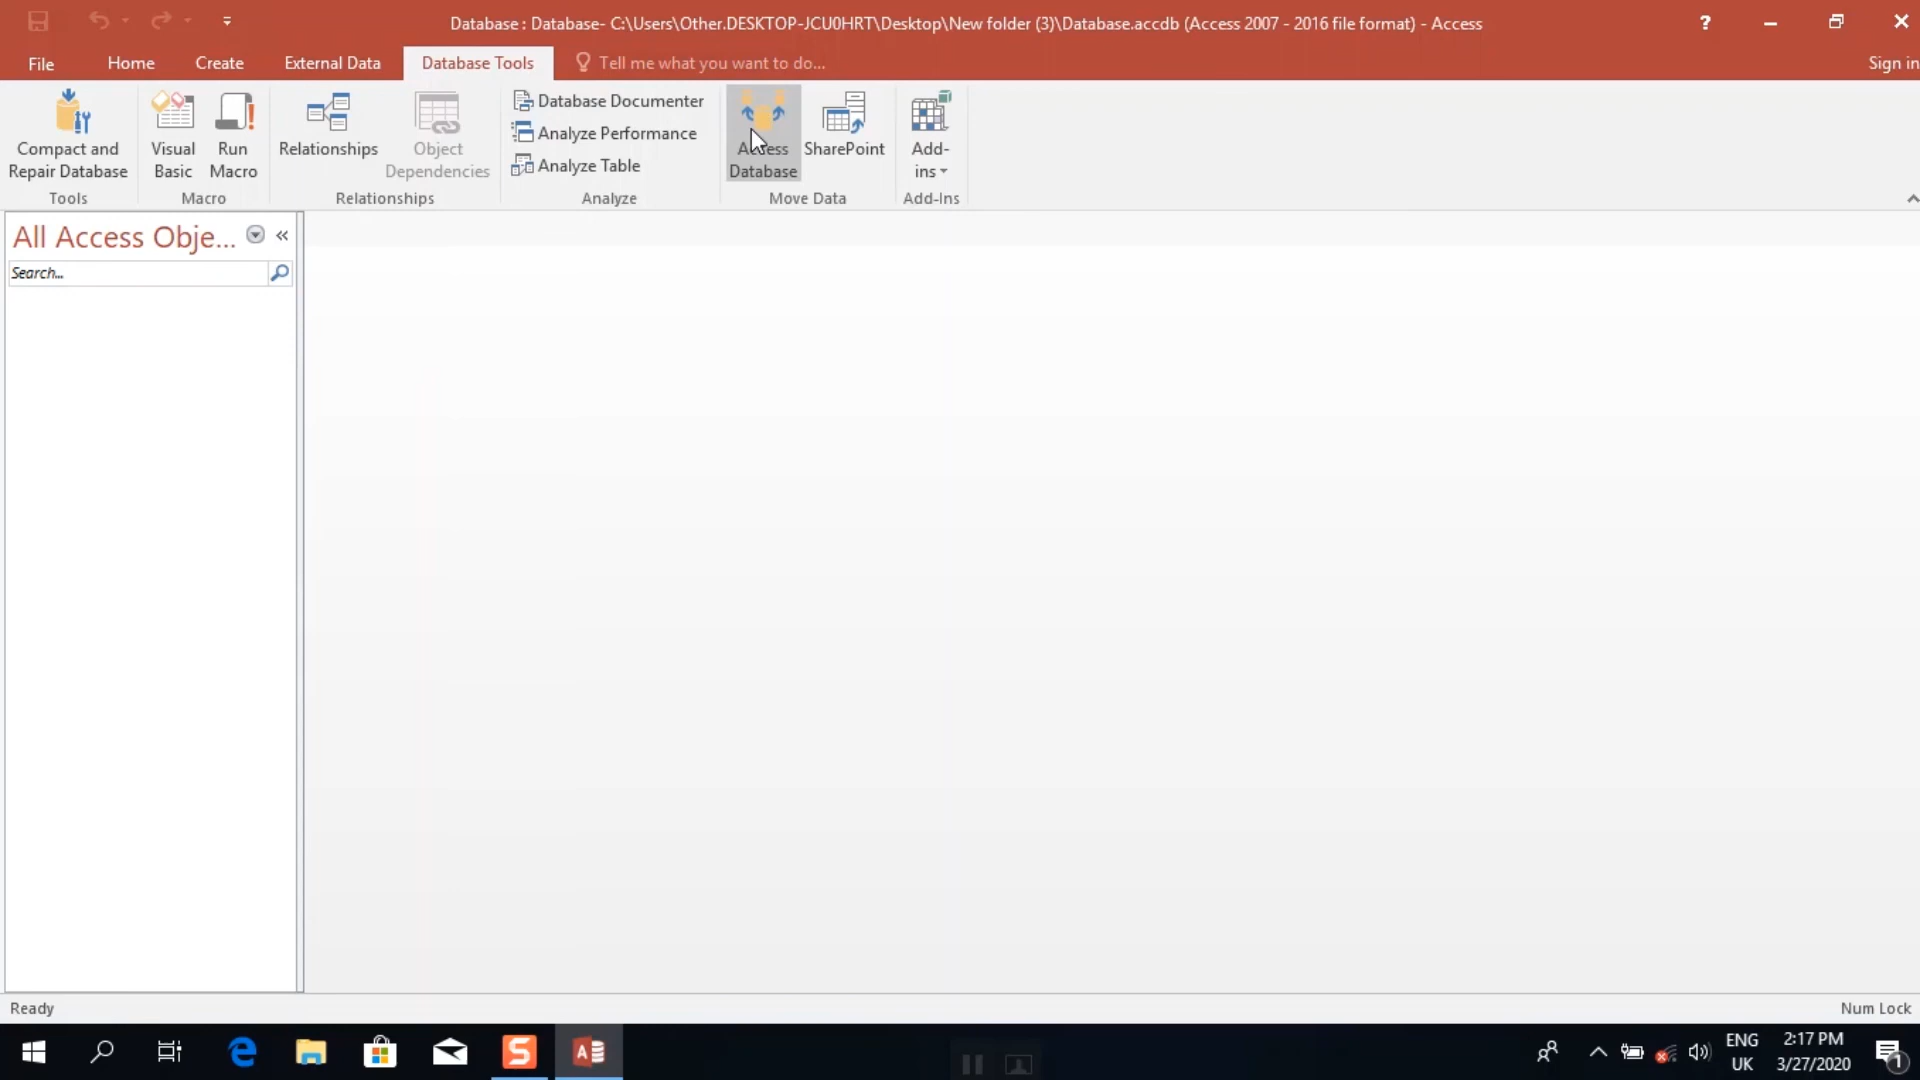 Database : Database- C:\Users\Other.DESKTOP-JCU0HRT\Desktop\New folder (3)\Database.accdb (Access 2007 - 2016 file format) - Access
?
File
Home
Create
External Data
Database Tools
Tell me what you want to do...
Sign in
Compact and
Repair Database
Visual
Basic
Run
Macro
Relationships
Object
Dependencies
Database Documenter
Analyze Performance
Analyze Table
Access
Database
SharePoint
Add-
ins
Tools
Macro
Relationships
Analyze
Move Data
Add-Ins
All Access Obje...
Search...
Ready
Num Lock
ENG
UK
2:17 PM
3/27/2020
1